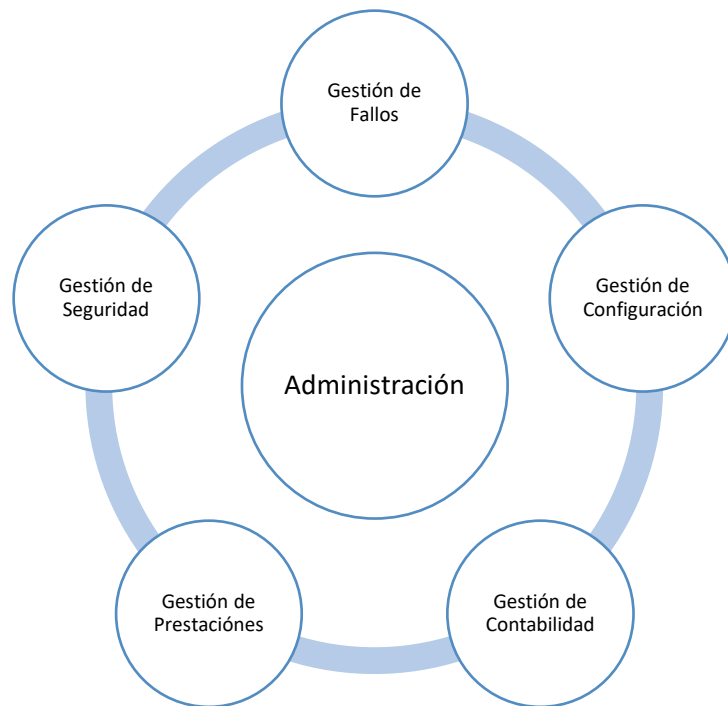 Gestión de
Fallos
Gestión de
Seguridad
Gestión de
Configuración
Administración
Gestión de
Prestaciónes
Gestión de
Contabilidad